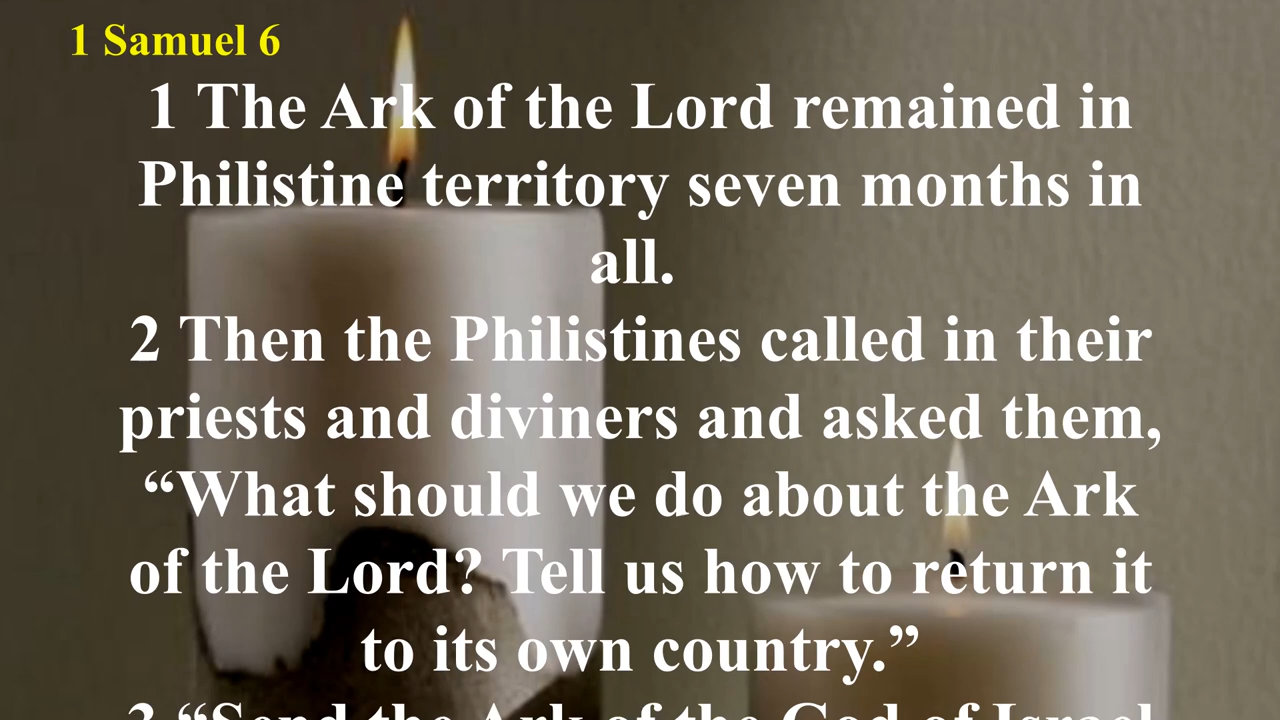 1 Samuel 6
1 The Ark of the Lord remained in
Philistine territory seven months in
all.
2 Then the Philistines called in their
priests and diviners and asked them,
“What should we do about the Ark
of the Lord? Tell us how to return it
to its own country.”
3 “Send the Ark of the God of Israel